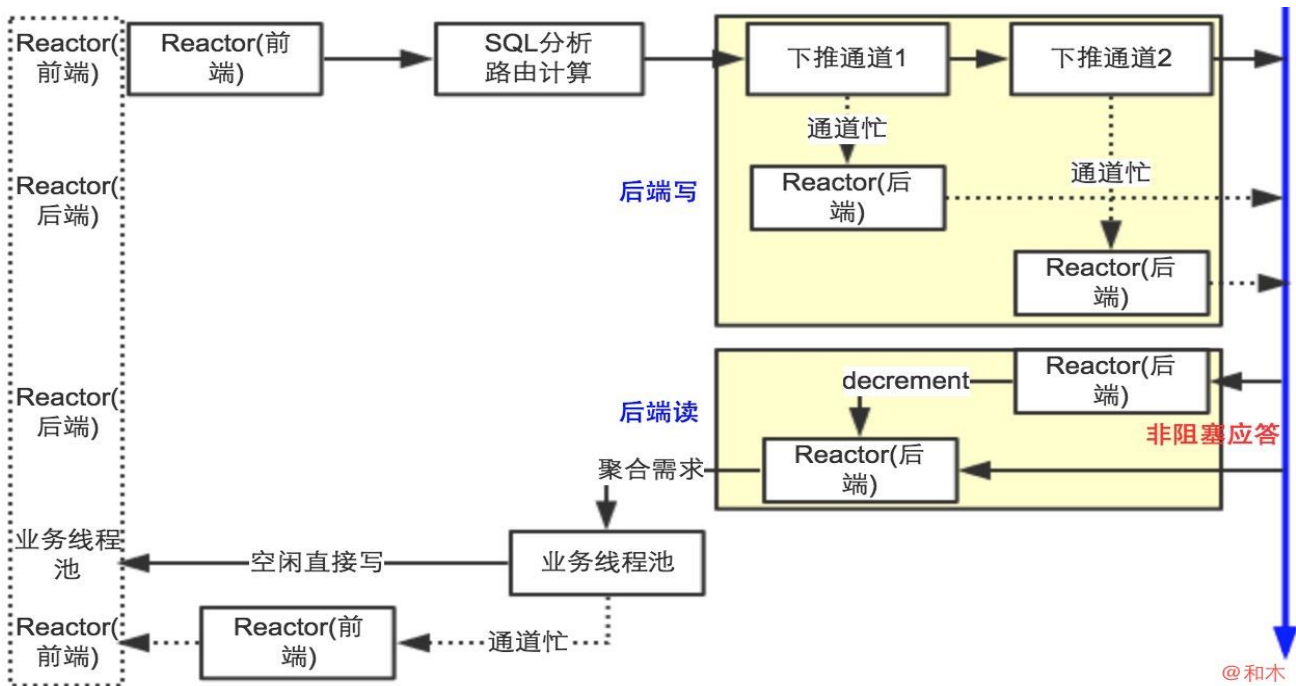 Reactor(
前端)
Reactor(前
端)
SQL分析
路由计算
下推通道1
下推通道2
通道忙
通道忙
Reactor(
后端)
后端写
Reactor(后
端)
Reactor(后
端)
Reactor(
后端)
后端读
decrement
Reactor(后
端)
非阻塞应答
聚合需求
Reactor(后
端)
业务线程
池
空闲直接写
业务线程池
Reactor(
前端)
Reactor(前
端)
通道忙
@和木